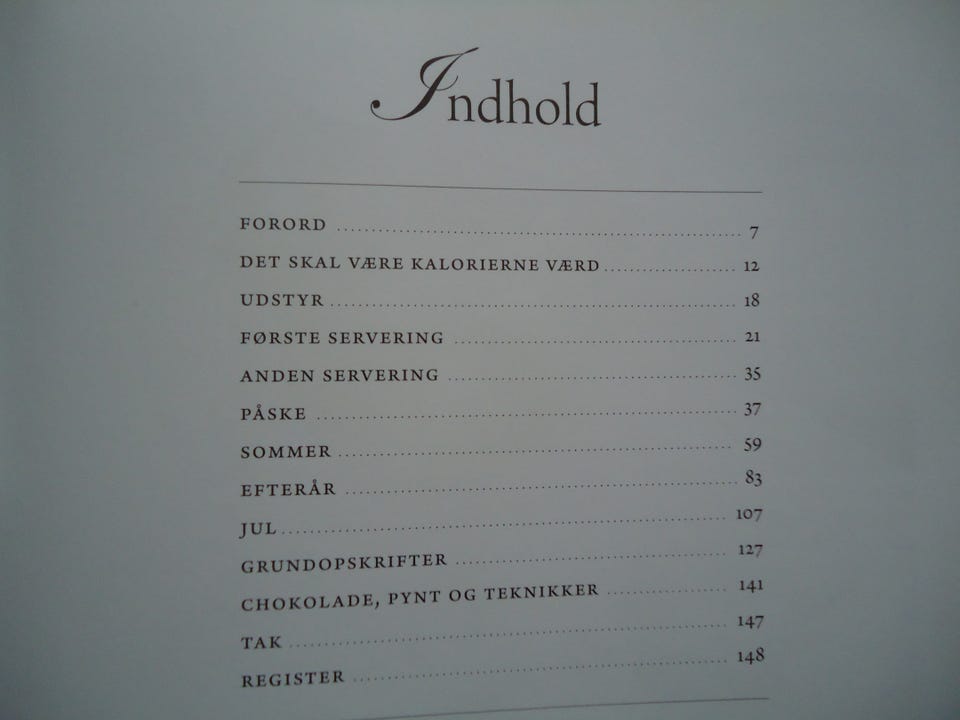 Indhold
FORORD 7
DET SKAL VÆRE KALORIERNE VÆRD 12
UDSTYR 18
FØRSTE SERVERING 21
ANDEN SERVERING 35
PÅSKE 37
SOMMER 59
EFTERÅR 83
JUL 107
GRUNDOPSKRIFTER 127
CHOKOLADE, PYNT OG TEKNIKKER 141
TAK 147
REGISTER 148